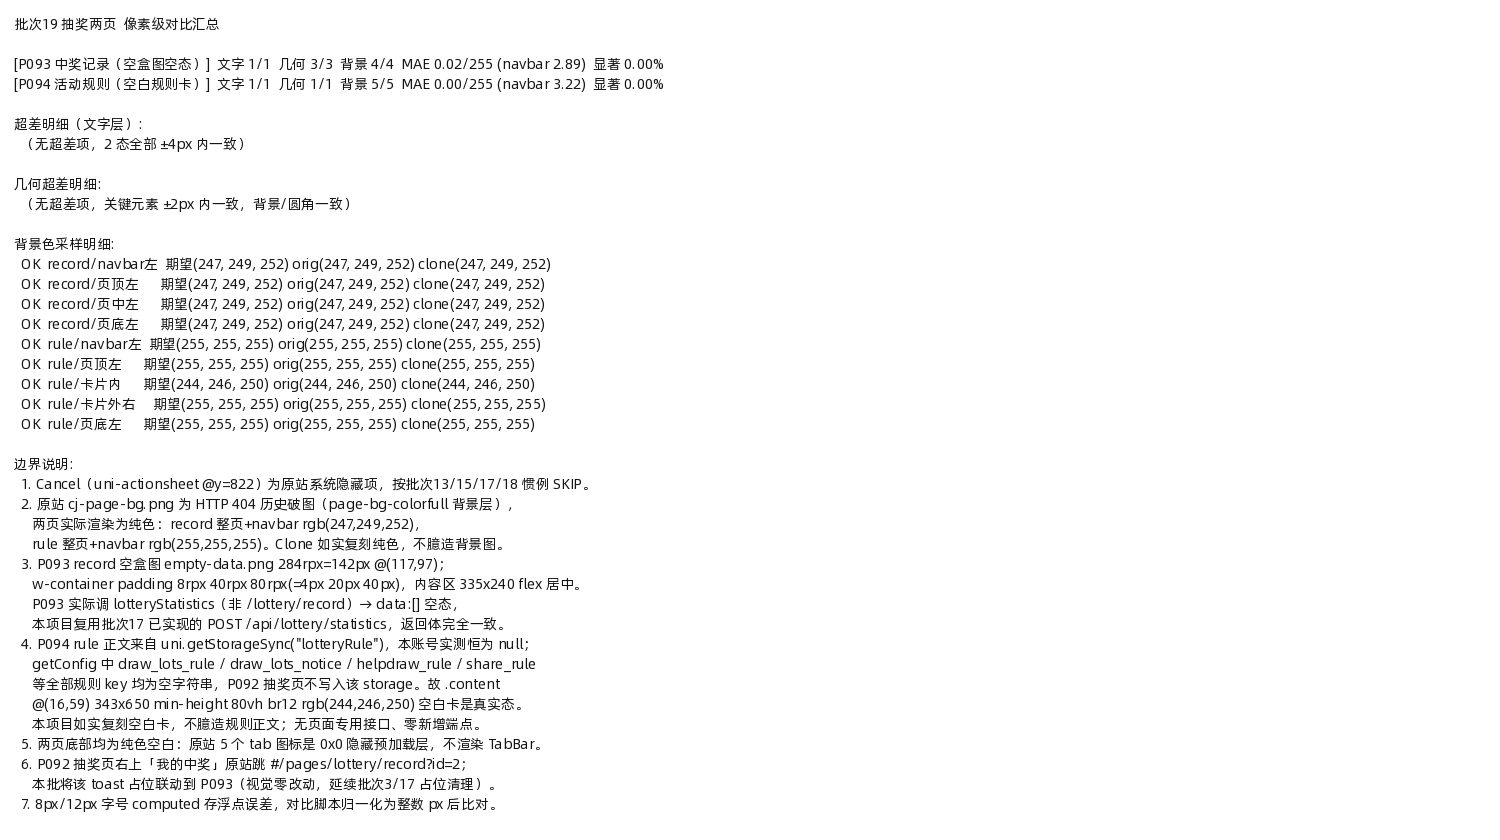 批次19 抽奖两页 像素级对比汇总
[P093 中奖记录（空盒图空态）] 文字 1/1 几何 3/3 背景 4/4 MAE 0.02/255 (navbar 2.89) 显著 0.00%
[P094 活动规则（空白规则卡）] 文字 1/1 几何 1/1 背景 5/5 MAE 0.00/255 (navbar 3.22) 显著 0.00%
超差明细（文字层）:
（无超差项，2 态全部 ±4px 内一致）
几何超差明细:
（无超差项，关键元素 ±2px 内一致，背景/圆角一致）
背景色采样明细:
OK record/navbar左 期望(247, 249, 252) orig(247, 249, 252) clone(247, 249, 252)
OK record/页顶左 期望(247, 249, 252) orig(247, 249, 252) clone(247, 249, 252)
OK record/页中左 期望(247, 249, 252) orig(247, 249, 252) clone(247, 249, 252)
OK record/页底左 期望(247, 249, 252) orig(247, 249, 252) clone(247, 249, 252)
OK rule/navbar左 期望(255, 255, 255) orig(255, 255, 255) clone(255, 255, 255)
OK rule/页顶左 期望(255, 255, 255) orig(255, 255, 255) clone(255, 255, 255)
OK rule/卡片内 期望(244, 246, 250) orig(244, 246, 250) clone(244, 246, 250)
OK rule/卡片外右 期望(255, 255, 255) orig(255, 255, 255) clone(255, 255, 255)
OK rule/页底左 期望(255, 255, 255) orig(255, 255, 255) clone(255, 255, 255)
边界说明:
1. Cancel（uni-actionsheet @y=822）为原站系统隐藏项，按批次13/15/17/18 惯例 SKIP。
2. 原站 cj-page-bg.png 为 HTTP 404 历史破图（page-bg-colorfull 背景层），
两页实际渲染为纯色：record 整页+navbar rgb(247,249,252)，
rule 整页+navbar rgb(255,255,255)。Clone 如实复刻纯色，不臆造背景图。
3. P093 record 空盒图 empty-data.png 284rpx=142px @(117,97)；
w-container padding 8rpx 40rpx 80rpx(=4px 20px 40px)，内容区 335x240 flex 居中。
P093 实际调 lotteryStatistics（非 /lottery/record）→ data:[] 空态，
本项目复用批次17 已实现的 POST /api/lottery/statistics，返回体完全一致。
4. P094 rule 正文来自 uni.getStorageSync("lotteryRule")，本账号实测恒为 null；
getConfig 中 draw_lots_rule / draw_lots_notice / helpdraw_rule / share_rule
等全部规则 key 均为空字符串，P092 抽奖页不写入该 storage。故 .content
@(16,59) 343x650 min-height 80vh br12 rgb(244,246,250) 空白卡是真实态。
本项目如实复刻空白卡，不臆造规则正文；无页面专用接口、零新增端点。
5. 两页底部均为纯色空白：原站 5 个 tab 图标是 0x0 隐藏预加载层，不渲染 TabBar。
6. P092 抽奖页右上「我的中奖」原站跳 #/pages/lottery/record?id=2；
本批将该 toast 占位联动到 P093（视觉零改动，延续批次3/17 占位清理）。
7. 8px/12px 字号 computed 存浮点误差，对比脚本归一化为整数 px 后比对。